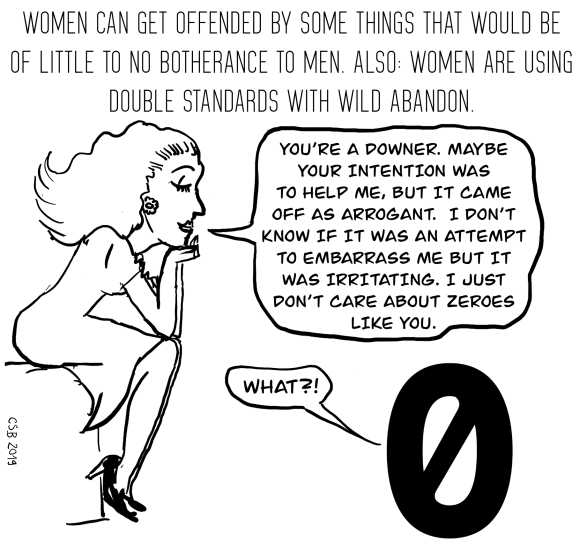 WOMEN CAN GET OFFENDED BY SOME THINGS THAT WOULD BE
OF LITTLE TO NO BOTHERANCE TO MEN. ALSO: WOMEN ARE USING
DOUBLE STANDARDS WITH WILD ABANDON.
YOU'RE A DOWNER. MAYBE
YOUR INTENTION WAS
TO HELP ME, BUT IT CAME
OFF AS ARROGANT. I DON'T
KNOW IF IT WAS AN ATTEMPT
TO EMBARRASS ME BUT IT
WAS IRRITATING. I JUST
DON'T CARE ABOUT ZEROES
LIKE YOU.
WHAT?!
0
CS.B 2019